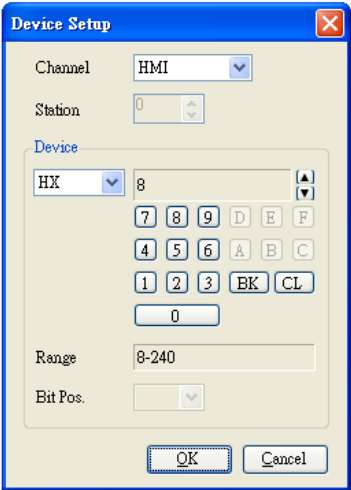 Device Setup
Channel HMI
Station 0
Device
HX 8
7 8 9 D E F
4 5 6 A B C
1 2 3 BK CL
0
Range 8-240
Bit Pos.
OK Cancel